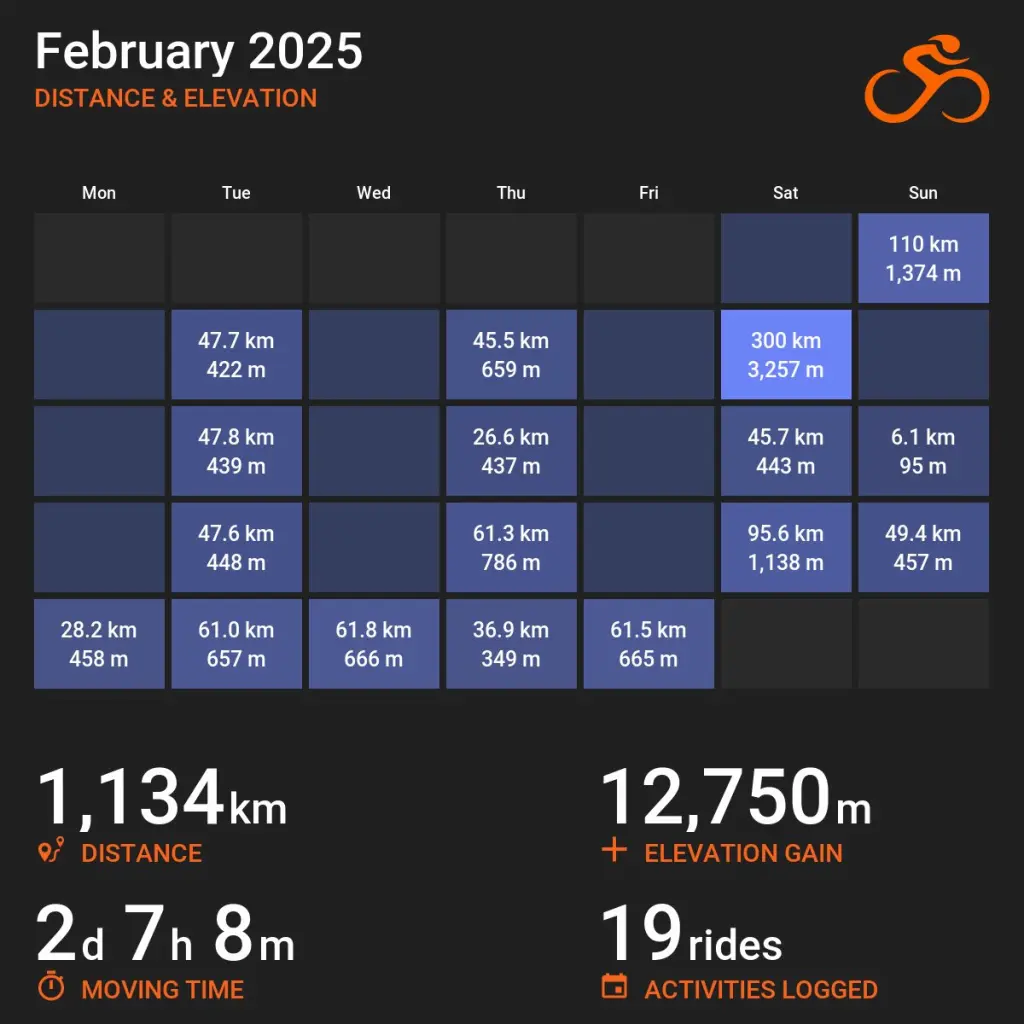 February 2025
DISTANCE & ELEVATION
Mon Tue Wed Thu Fri Sat Sun
110 km
1,374 m
47.7 km 45.5 km 300 km
422 m 659 m 3,257 m
47.8 km 26.6 km 45.7 km 6.1 km
439 m 437 m 443 m 95 m
47.6 km 61.3 km 95.6 km 49.4 km
448 m 786 m 1,138 m 457 m
28.2 km 61.0 km 61.8 km 36.9 km 61.5 km
458 m 657 m 666 m 349 m 665 m
1,134km 12,750m
DISTANCE ELEVATION GAIN
2d 7h 8m 19rides
MOVING TIME ACTIVITIES LOGGED